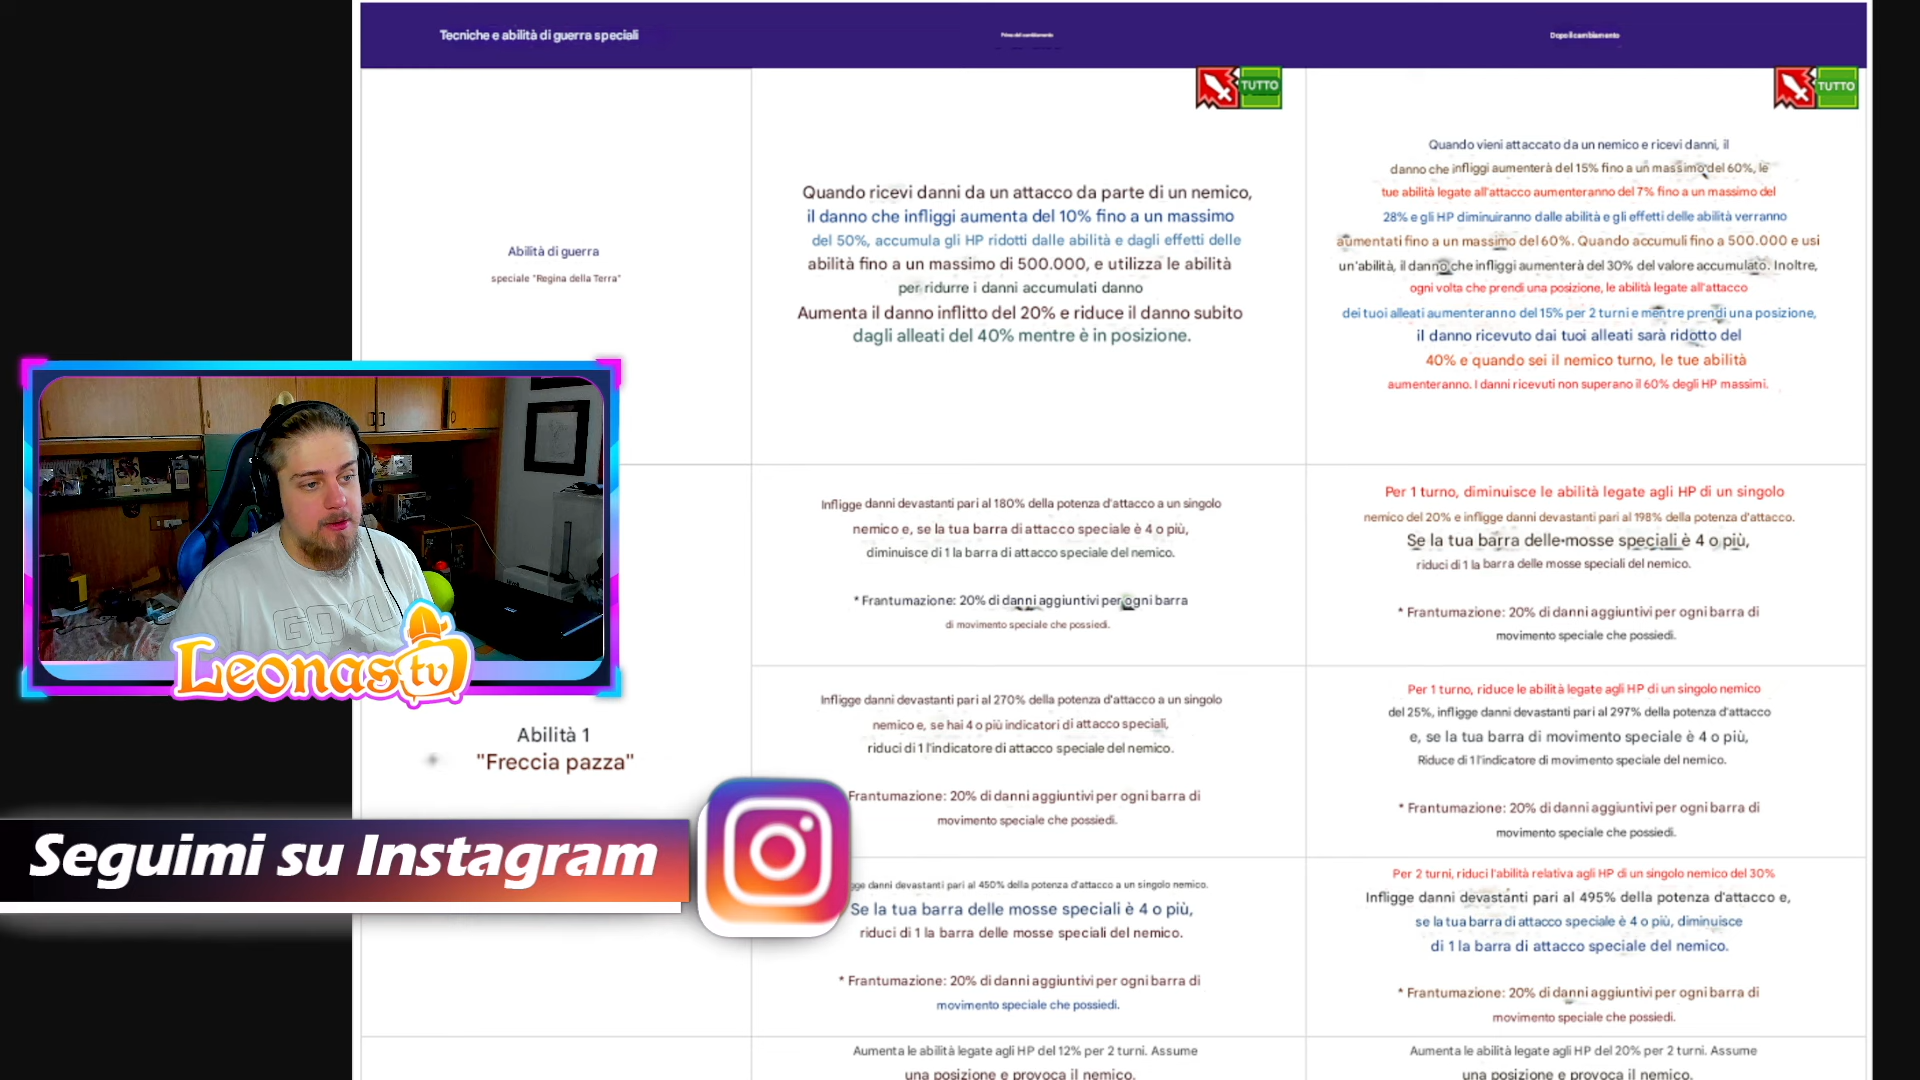 Tecniche e abilità di guerra speciali
Prima del cambiamento
Dopo il cambiamento
TUTTO
TUTTO
Abilità di guerra
speciale "Regina della Terra"
Quando ricevi danni da un attacco da parte di un nemico,
il danno che infliggi aumenta del 10% fino a un massimo
del 50%, accumula gli HP ridotti dalle abilità e dagli effetti delle
abilità fino a un massimo di 500.000, e utilizza le abilità
per ridurre i danni accumulati danno
Aumenta il danno inflitto del 20% e riduce il danno subito
dagli alleati del 40% mentre è in posizione.
Quando vieni attaccato da un nemico e ricevi danni, il
danno che infliggi aumenterà del 15% fino a un massimo del 60%, le
tue abilità legate all'attacco aumenteranno del 7% fino a un massimo del
28% e gli HP diminuiranno dalle abilità e gli effetti delle abilità verranno
aumentati fino a un massimo del 60%. Quando accumuli fino a 500.000 e usi
un'abilità, il danno che infliggi aumenterà del 30% del valore accumulato. Inoltre,
ogni volta che prendi una posizione, le abilità legate all'attacco
dei tuoi alleati aumenteranno del 15% per 2 turni e mentre prendi una posizione,
il danno ricevuto dai tuoi alleati sarà ridotto del
40% e quando sei il nemico turno, le tue abilità
aumenteranno. I danni ricevuti non superano il 60% degli HP massimi.
Abilità 1
"Freccia pazza"
Infligge danni devastanti pari al 180% della potenza d'attacco a un singolo
nemico e, se la tua barra di attacco speciale è 4 o più,
diminuisce di 1 la barra di attacco speciale del nemico.
* Frantumazione: 20% di danni aggiuntivi per ogni barra
di movimento speciale che possiedi.
Per 1 turno, diminuisce le abilità legate agli HP di un singolo
nemico del 20% e infligge danni devastanti pari al 198% della potenza d'attacco.
Se la tua barra delle mosse speciali è 4 o più,
riduci di 1 la barra delle mosse speciali del nemico.
* Frantumazione: 20% di danni aggiuntivi per ogni barra di
movimento speciale che possiedi.
Infligge danni devastanti pari al 270% della potenza d'attacco a un singolo
nemico e, se hai 4 o più indicatori di attacco speciali,
riduci di 1 l'indicatore di attacco speciale del nemico.
Frantumazione: 20% di danni aggiuntivi per ogni barra di
movimento speciale che possiedi.
Per 1 turno, riduce le abilità legate agli HP di un singolo nemico
del 25%, infligge danni devastanti pari al 297% della potenza d'attacco
e, se la tua barra di movimento speciale è 4 o più,
Riduce di 1 l'indicatore di movimento speciale del nemico.
* Frantumazione: 20% di danni aggiuntivi per ogni barra di
movimento speciale che possiedi.
danni devastanti pari al 450% della potenza d'attacco a un singolo nemico.
Se la tua barra delle mosse speciali è 4 o più,
riduci di 1 la barra delle mosse speciali del nemico.
* Frantumazione: 20% di danni aggiuntivi per ogni barra di
movimento speciale che possiedi.
Per 2 turni, riduci l'abilità relativa agli HP di un singolo nemico del 30%
Infligge danni devastanti pari al 495% della potenza d'attacco e,
se la tua barra di attacco speciale è 4 o più, diminuisce
di 1 la barra di attacco speciale del nemico.
* Frantumazione: 20% di danni aggiuntivi per ogni barra di
movimento speciale che possiedi.
Aumenta le abilità legate agli HP del 12% per 2 turni. Assume
una posizione e provoca il nemico.
Aumenta le abilità legate agli HP del 20% per 2 turni. Assume
una posizione e provoca il nemico.
GOKU
Leonas tv
Seguimi su Instagram